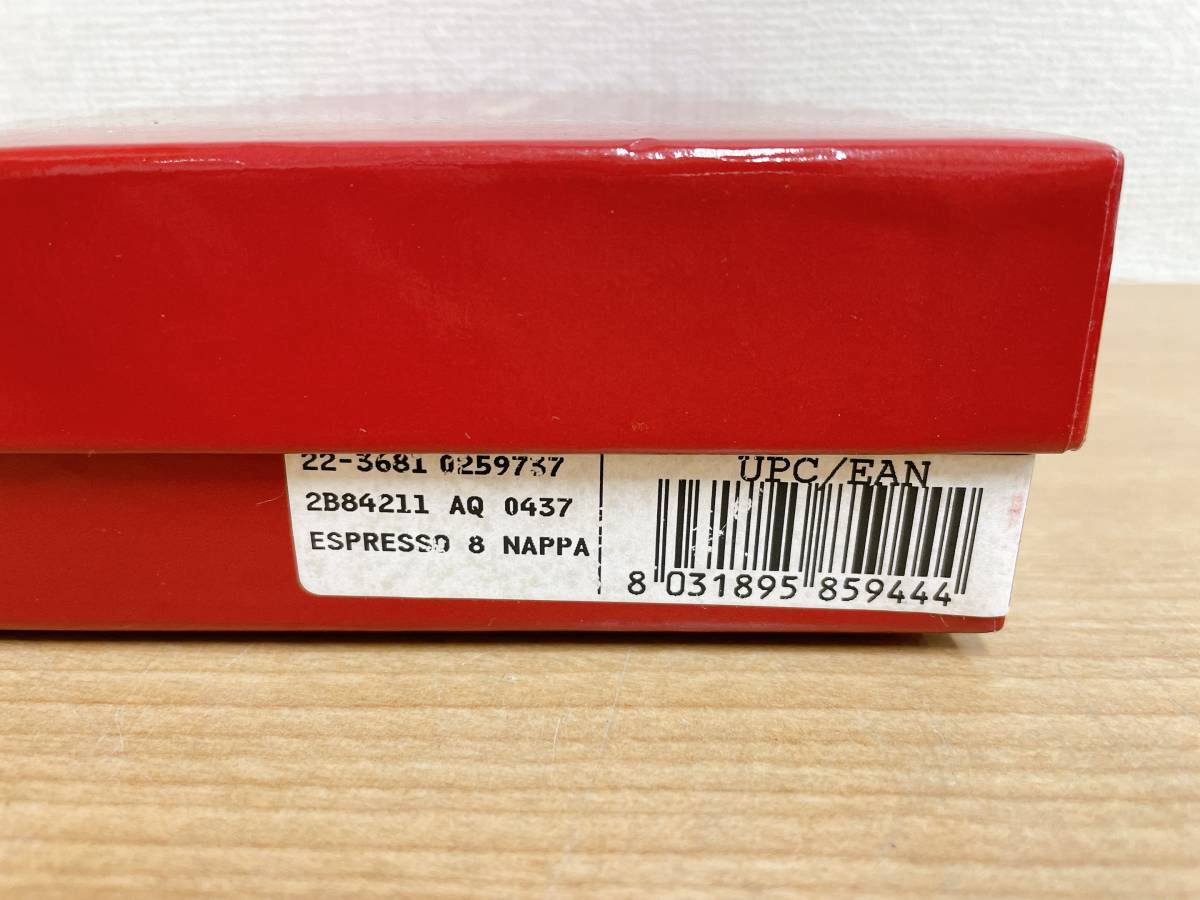 22-3681 0259737
2B84211 AQ 0437
ESPRESSO 8 NAPPA
UPC/EAN
8 031895 859444